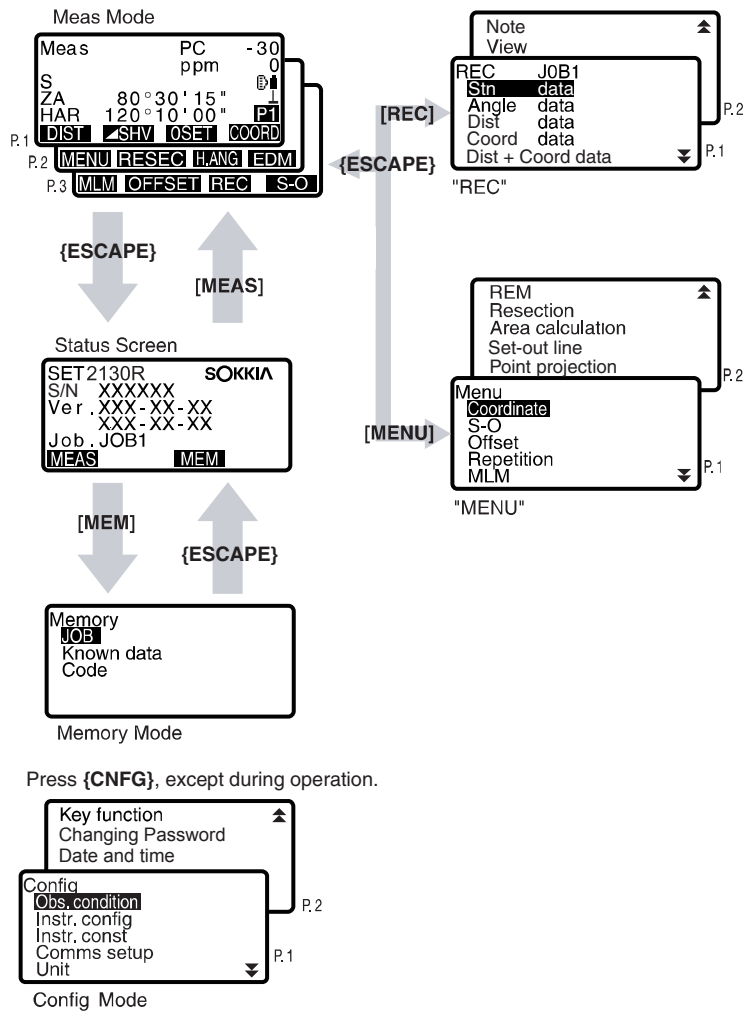 Meas Mode
Meas PC -30
ppm 0
S
ZA 80°30'15"
HAR 120°10'00" P1
DIST ◢SHV 0SET COORD
P. 1
MENU RESEC H.ANG EDM
P. 2
MLM OFFSET REC S-O
P. 3
{ESCAPE}
[MEAS]
Status Screen
SET2130R SOKKIA
S/N XXXXXX
Ver. XXX-XX-XX
XXX-XX-XX
Job. JOB1
MEAS MEM
[MEM]
{ESCAPE}
Memory
JOB
Known data
Code
Memory Mode
[REC]
{ESCAPE}
Note
View
P. 2
REC J0B1
Stn data
Angle data
Dist data
Coord data
Dist + Coord data
P. 1
"REC"
[MENU]
REM
Resection
Area calculation
Set-out line
Point projection
P. 2
Menu
Coordinate
S-O
Offset
Repetition
MLM
P. 1
"MENU"
Press {CNFG}, except during operation.
Key function
Changing Password
Date and time
P. 2
Config
Obs. condition
Instr. config
Instr. const
Comms setup
Unit
P. 1
Config Mode